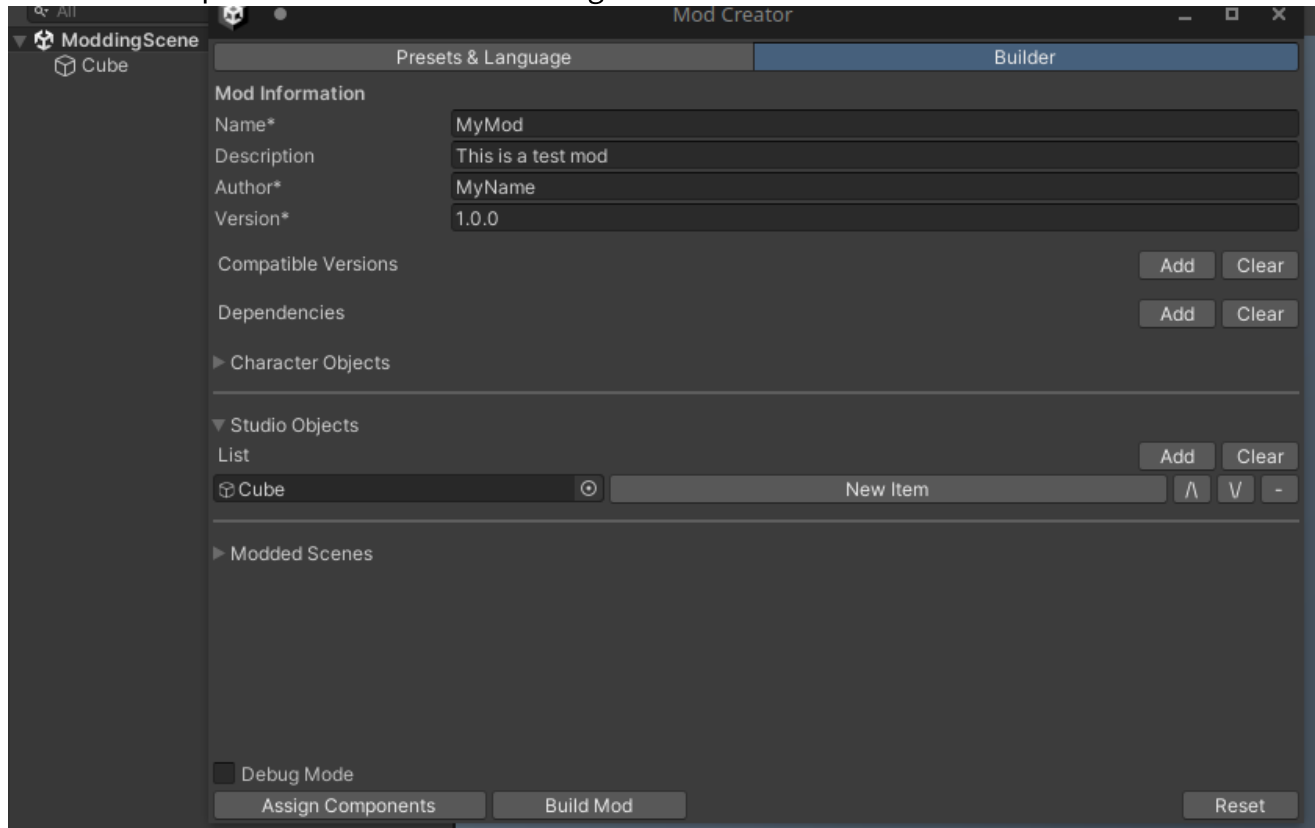 All
Mod Creator
ModdingScene
Cube
Presets & Language
Builder
Mod Information
Name*
MyMod
Description
This is a test mod
Author*
MyName
Version*
1.0.0
Compatible Versions
Add
Clear
Dependencies
Add
Clear
Character Objects
Studio Objects
List
Add
Clear
Cube
New Item
/\
\/
-
Modded Scenes
Debug Mode
Assign Components
Build Mod
Reset